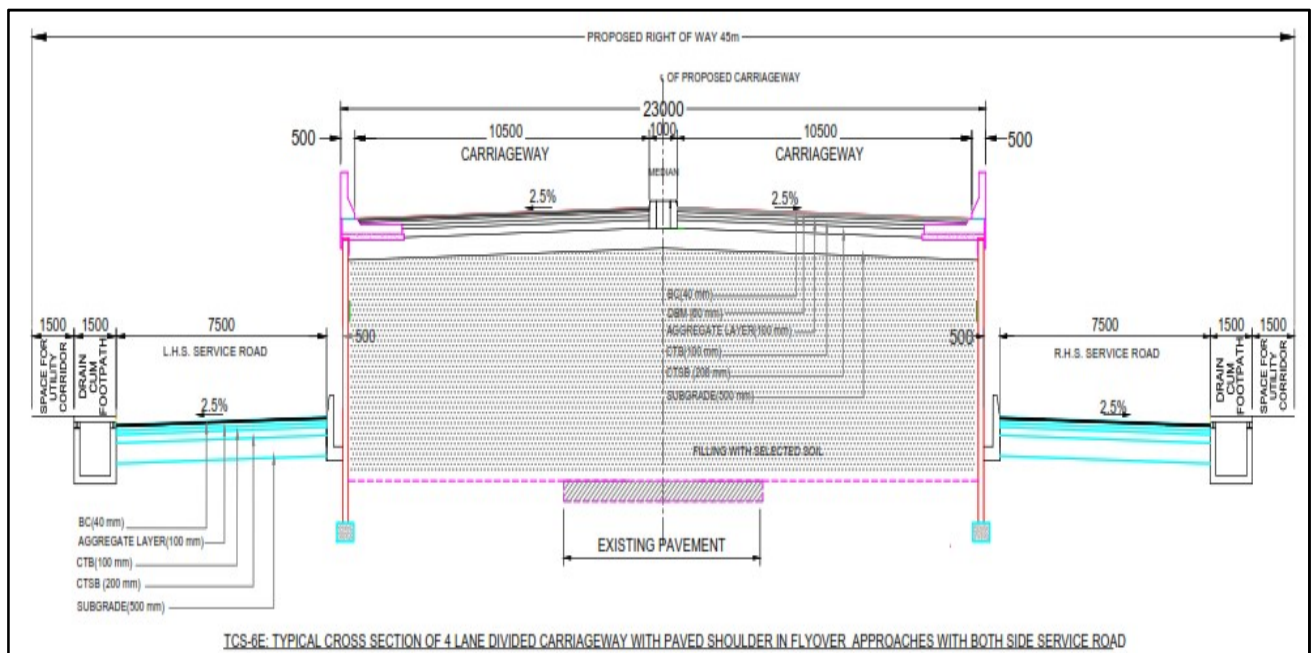 PROPOSED RIGHT OF WAY 45m
℄ OF PROPOSED CARRIAGEWAY
23000
500
10500
1000
10500
500
CARRIAGEWAY
CARRIAGEWAY
MEDIAN
2.5%
2.5%
BC(40 mm)
DBM (60 mm)
AGGREGATE LAYER(100 mm)
CTB(100 mm)
CTSB (200 mm)
SUBGRADE(500 mm)
1500
1500
7500
500
500
7500
1500
1500
L.H.S. SERVICE ROAD
R.H.S. SERVICE ROAD
SPACE FOR
UTILITY
CORRIDOR
DRAIN
CUM
FOOTPATH
DRAIN
CUM
FOOTPATH
SPACE FOR
UTILITY
CORRIDOR
2.5%
2.5%
FILLING WITH SELECTED SOIL
BC(40 mm)
AGGREGATE LAYER(100 mm)
CTB(100 mm)
CTSB (200 mm)
SUBGRADE(500 mm)
EXISTING PAVEMENT
TCS-6E: TYPICAL CROSS SECTION OF 4 LANE DIVIDED CARRIAGEWAY WITH PAVED SHOULDER IN FLYOVER APPROACHES WITH BOTH SIDE SERVICE ROAD